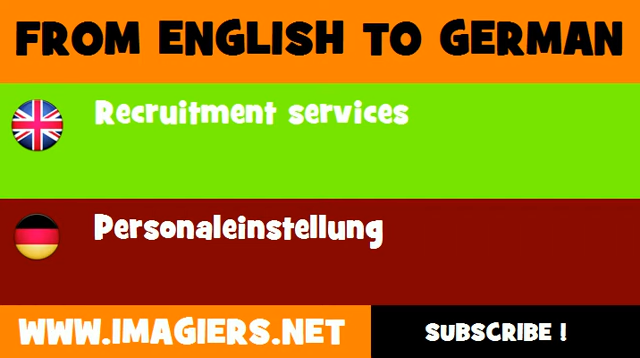 FROM ENGLISH TO GERMAN
Recruitment services
Personaleinstellung
WWW.IMAGIERS.NET
SUBSCRIBE !